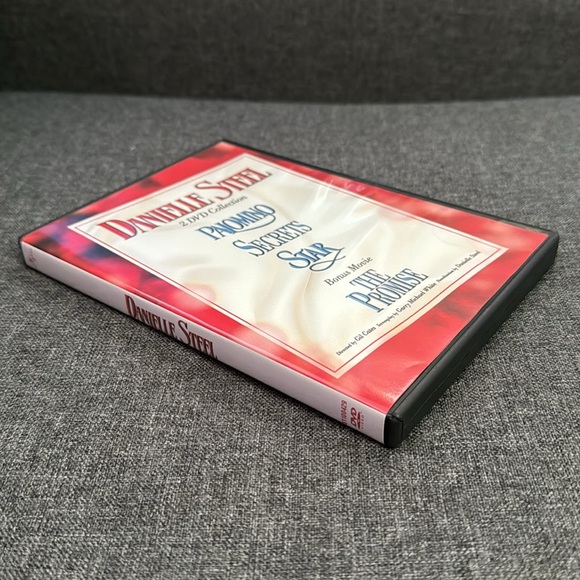 DANIELLE STEEL
2 DVD Collection
PALOMINO
SECRETS
STAR
Bonus Movie
THE PROMISE
DANIELLE STEEL
DVD